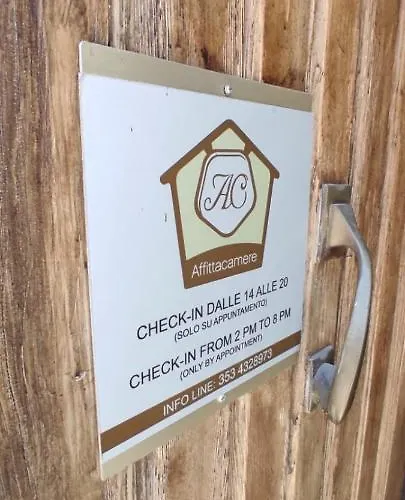 AC
Affittacamere
CHECK-IN DALLE 14 ALLE 20
(SOLO SU APPUNTAMENTO)
CHECK-IN FROM 2 PM TO 8 PM
(ONLY BY APPOINTMENT)
INFO LINE: 353 4328973